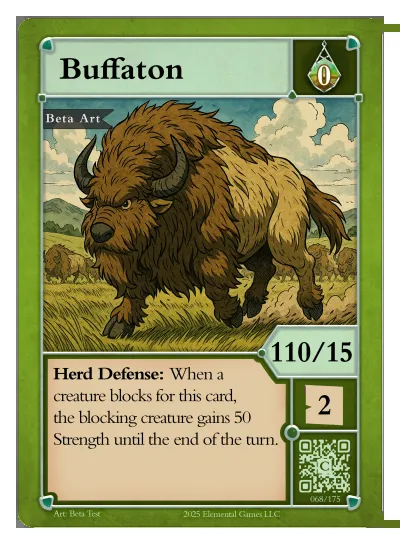 Buffaton
0
Beta Art
110/15
Herd Defense: When a
creature blocks for this card,
the blocking creature gains 50
Strength until the end of the turn.
2
C
068/175
Art: Beta Test
2025 Elemental Games LLC